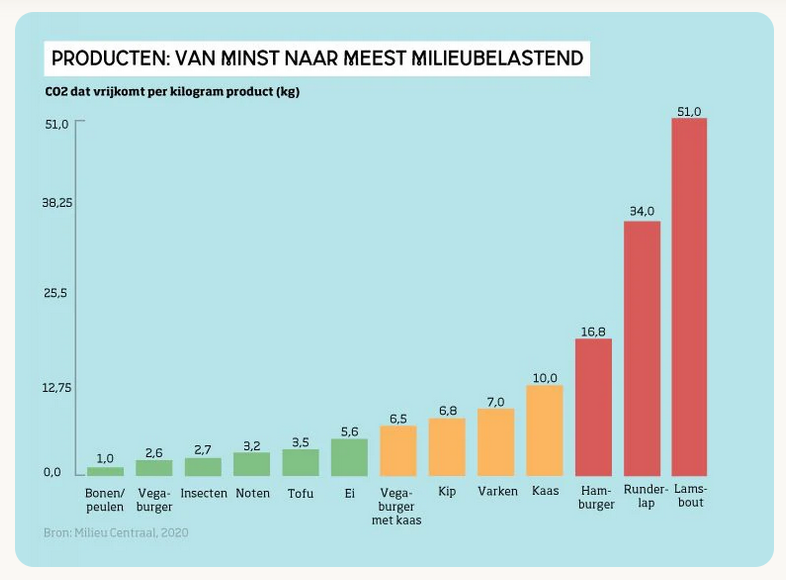 PRODUCTEN: VAN MINST NAAR MEEST MILIEUBELASTEND
CO2 dat vrijkomt per kilogram product (kg)
51,0
38,25
25,5
12,75
0,0
1,0
2,6
2,7
3,2
3,5
5,6
6,5
6,8
7,0
10,0
16,8
34,0
51,0
Bonen/
peulen
Vega-
burger
Insecten
Noten
Tofu
Ei
Vega-
burger
met kaas
Kip
Varken
Kaas
Ham-
burger
Runder-
lap
Lams-
bout
Bron: Milieu Centraal, 2020